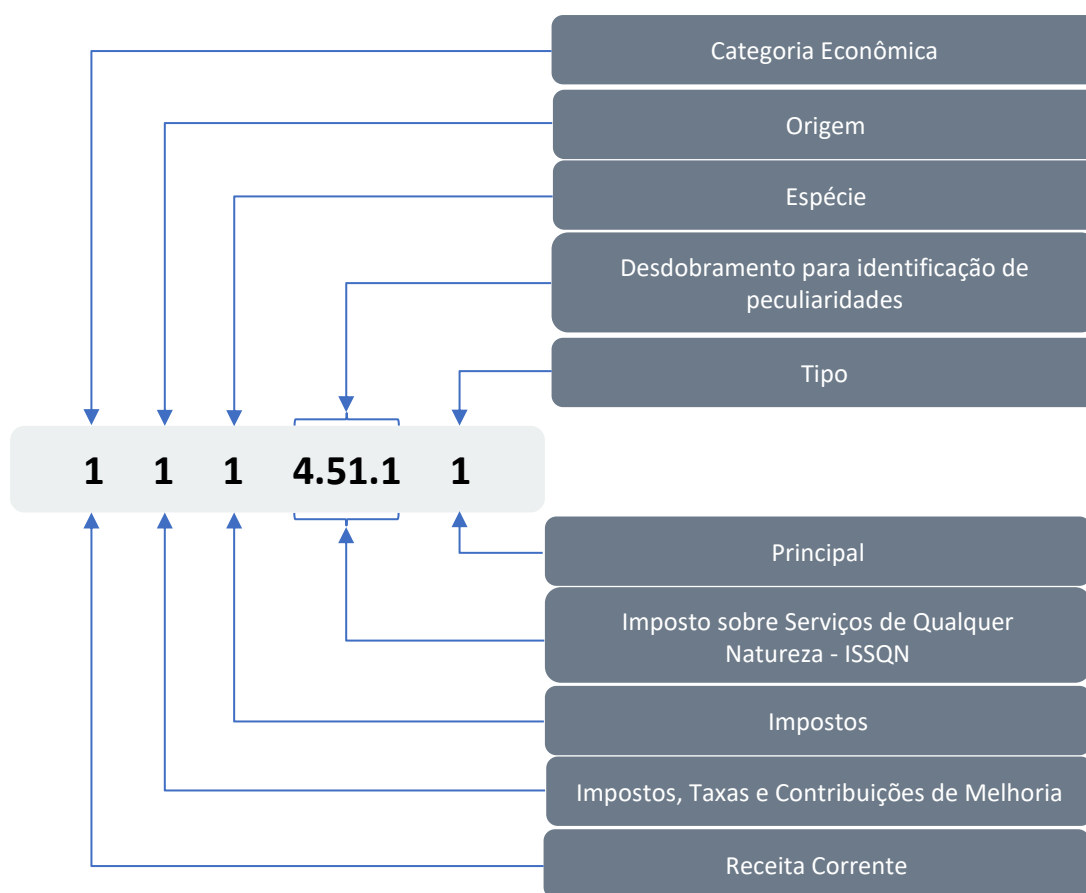 Categoria Econômica
Origem
Espécie
Desdobramento para identificação de
peculiaridades
Tipo
1 1 1 4.51.1 1
Principal
Imposto sobre Serviços de Qualquer
Natureza - ISSQN
Impostos
Impostos, Taxas e Contribuições de Melhoria
Receita Corrente